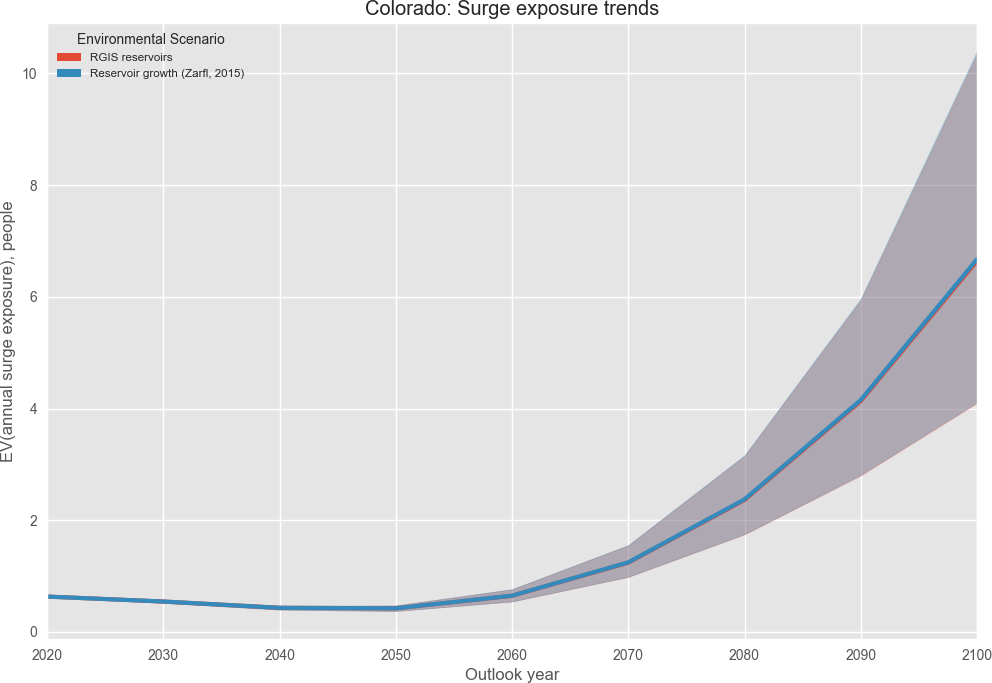 Colorado: Surge exposure trends
Environmental Scenario
RGIS reservoirs
Reservoir growth (Zarfl, 2015)
EV(annual surge exposure), people
10
8
6
4
2
0
2020 2030 2040 2050 2060 2070 2080 2090 2100
Outlook year